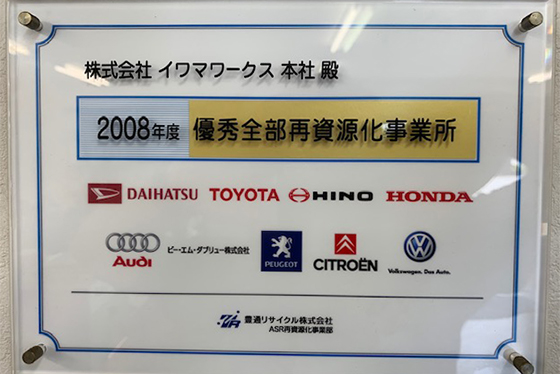 株式会社 イワマワークス 本社 殿
2008年度 優秀全部再資源化事業所
DAIHATSU TOYOTA HINO HONDA
Audi ビー・エム・ダブリュー株式会社 PEUGEOT CITROËN Volkswagen. Das Auto.
豊通リサイクル株式会社
ASR再資源化事業部